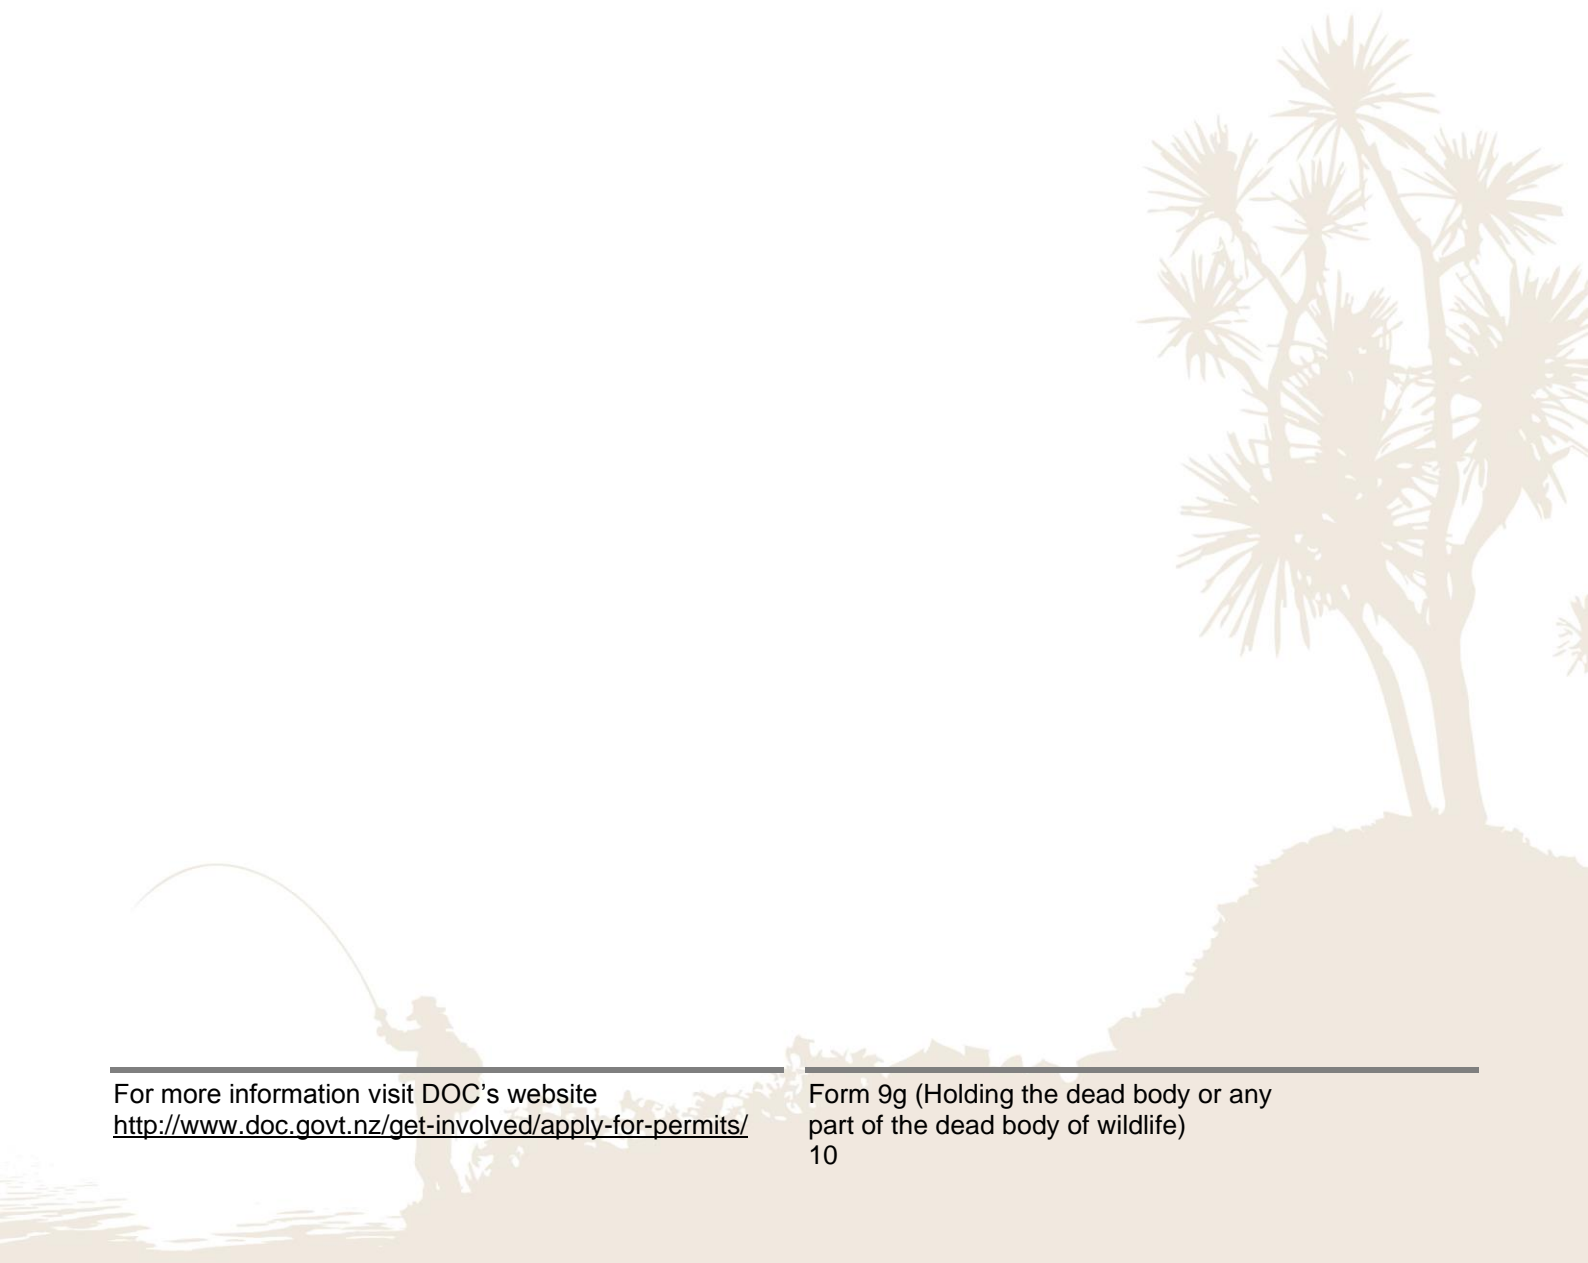 For more information visit DOC’s website
http://www.doc.govt.nz/get-involved/apply-for-permits/
Form 9g (Holding the dead body or any
part of the dead body of wildlife)
10